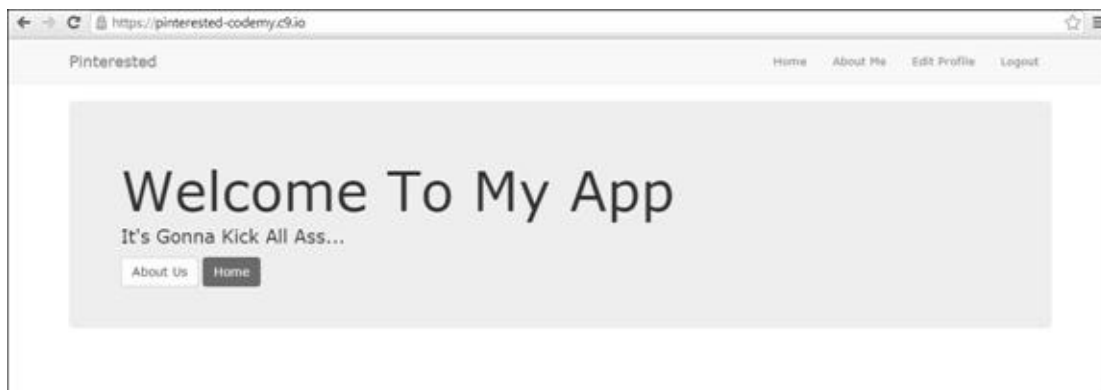 https://pinterested-codemy.c9.io
Pinterested Home About Me Edit Profile Logout
Welcome To My App
It's Gonna Kick All Ass...
About Us Home